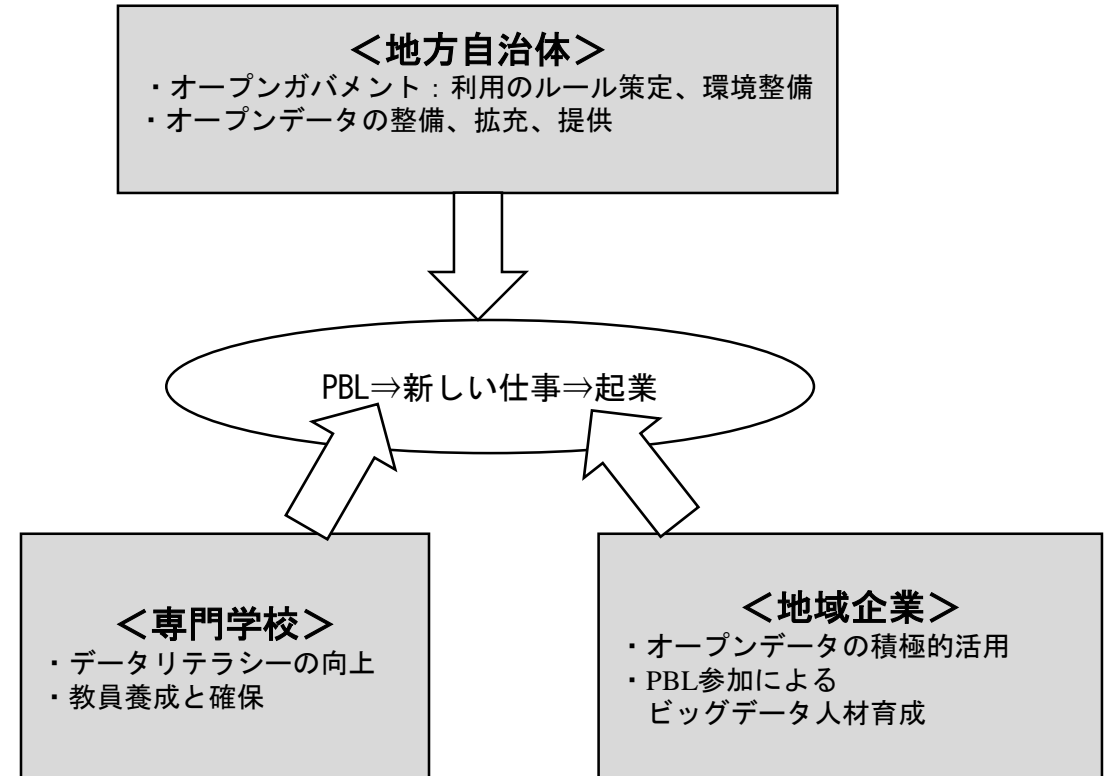 ＜地方自治体＞
・オープンガバメント：利用のルール策定、環境整備
・オープンデータの整備、拡充、提供
PBL⇒新しい仕事⇒起業
＜専門学校＞
・データリテラシーの向上
・教員養成と確保
＜地域企業＞
・オープンデータの積極的活用
・PBL参加による
ビッグデータ人材育成